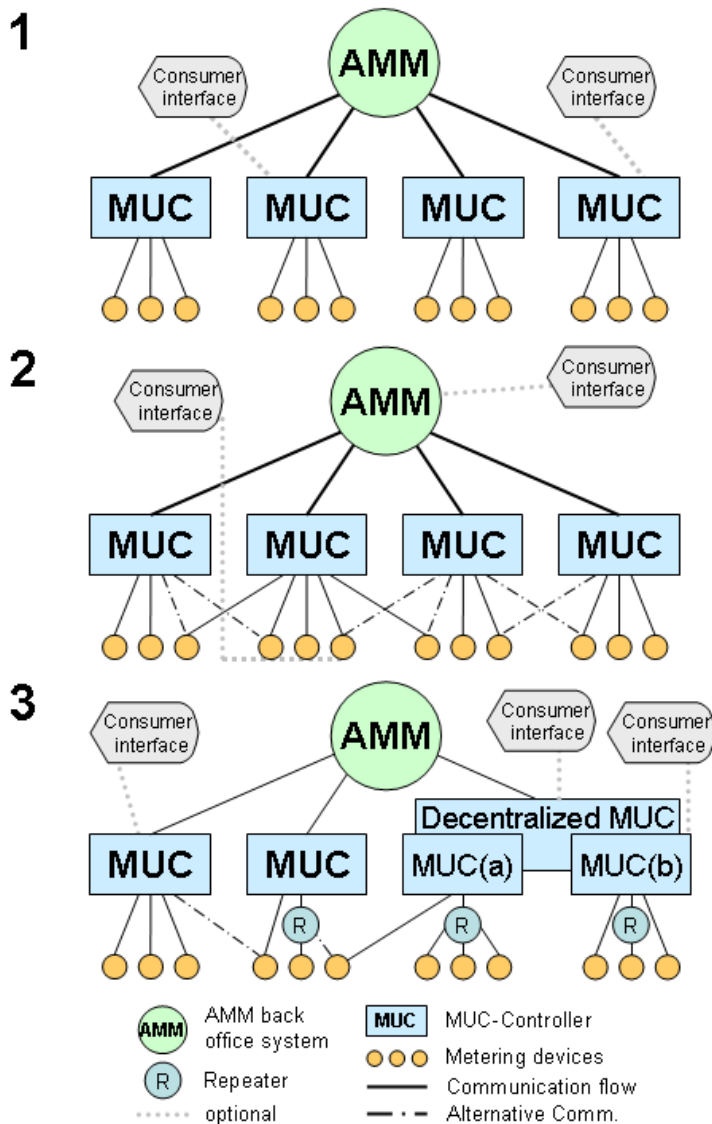 1
AMM
Consumer
interface
Consumer
interface
MUC
MUC
MUC
MUC
2
AMM
Consumer
interface
Consumer
interface
MUC
MUC
MUC
MUC
3
AMM
Consumer
interface
Consumer
interface
Consumer
interface
Decentralized MUC
MUC
MUC
MUC(a)
MUC(b)
R
R
R
AMM
AMM back
office system
MUC
MUC-Controller
Metering devices
R
Repeater
Communication flow
optional
Alternative Comm.